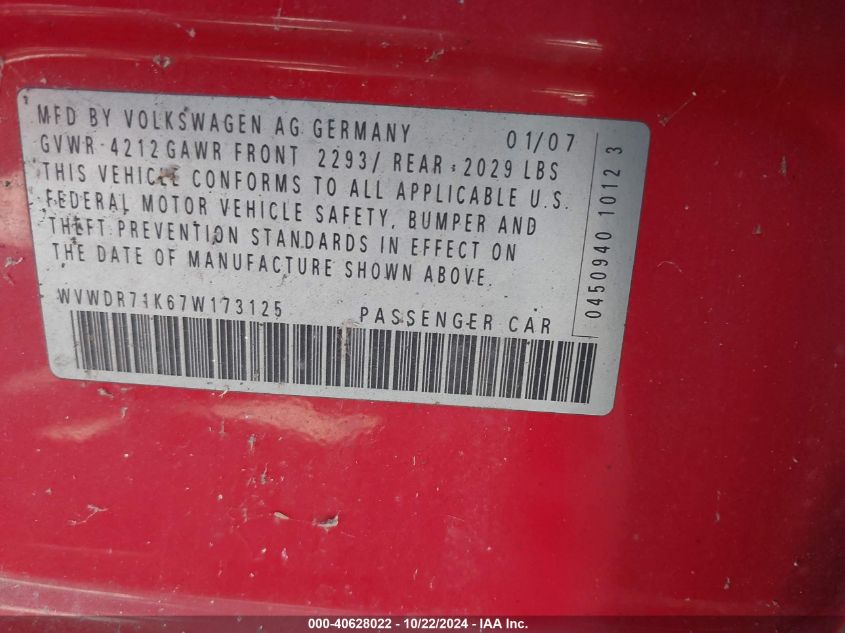 MFD BY VOLKSWAGEN AG GERMANY 01/07
GVWR-4212 GAWR FRONT 2293/ REAR-2029 LBS
THIS VEHICLE CONFORMS TO ALL APPLICABLE U.S.
FEDERAL MOTOR VEHICLE SAFETY, BUMPER AND
THEFT PREVENTION STANDARDS IN EFFECT ON
THE DATE OF MANUFACTURE SHOWN ABOVE.
WVWDR71K67W173125 PASSENGER CAR
0450940 1012 3
000-40628022 - 10/22/2024 - IAA Inc.